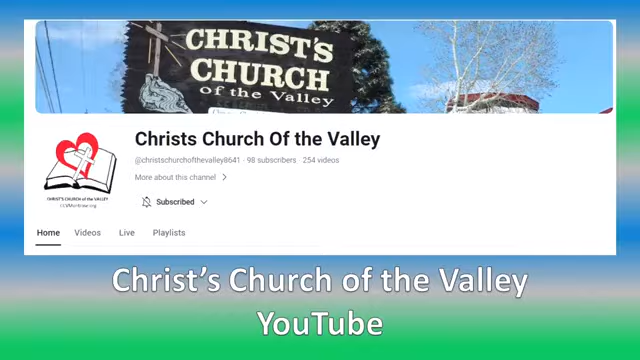 CHRIST'S
CHURCH
of the Valley
Christs Church Of the Valley
@christschurchofthevalley8641 · 98 subscribers · 254 videos
More about this channel
CHRIST'S CHURCH of the VALLEY
Subscribed
Home Videos Live Playlists
Christ's Church of the Valley
YouTube